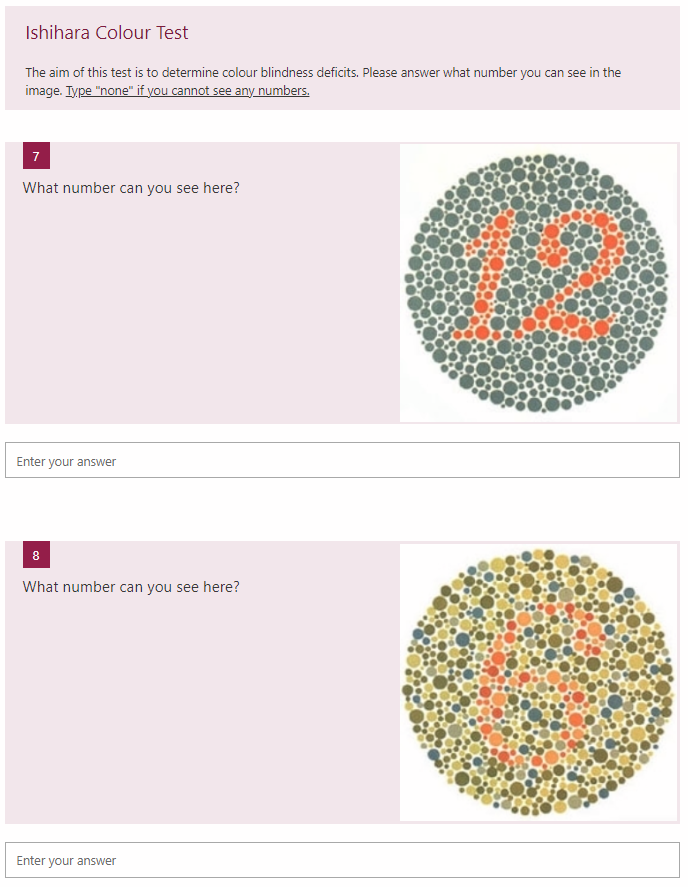 Ishihara Colour Test
The aim of this test is to determine colour blindness deficits. Please answer what number you can see in the
image. Type "none" if you cannot see any numbers.
7
What number can you see here?
12
Enter your answer
8
What number can you see here?
6
Enter your answer